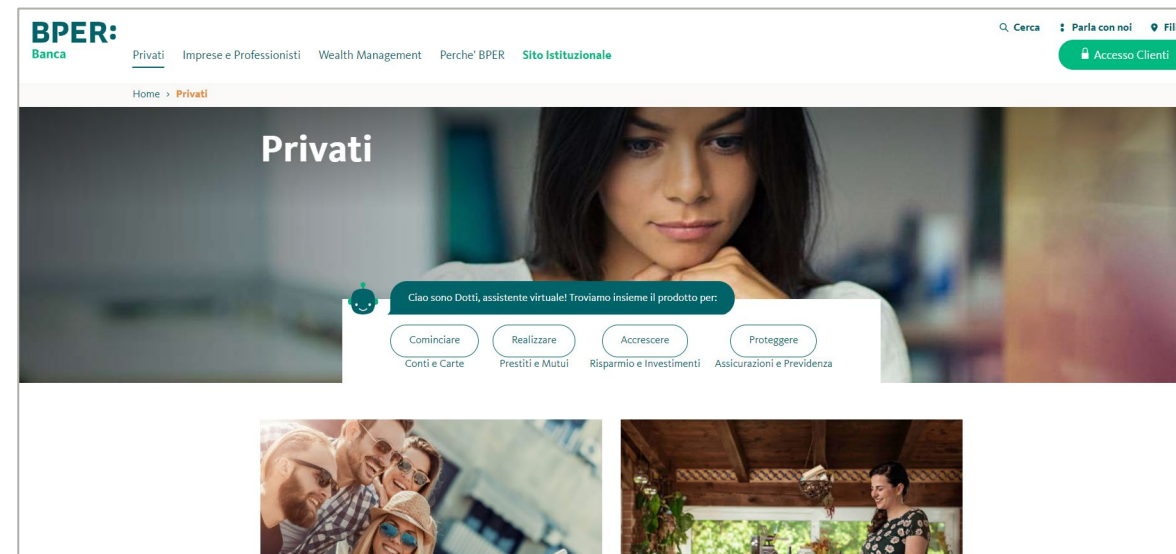 BPER:
Banca
Cerca
Parla con noi
Privati
Imprese e Professionisti
Wealth Management
Perche' BPER
Sito Istituzionale
Accesso Clienti
Home › Privati
Privati
Ciao sono Dotti, assistente virtuale! Troviamo insieme il prodotto per:
Cominciare
Realizzare
Accrescere
Proteggere
Conti e Carte
Prestiti e Mutui
Risparmio e Investimenti
Assicurazioni e Previdenza